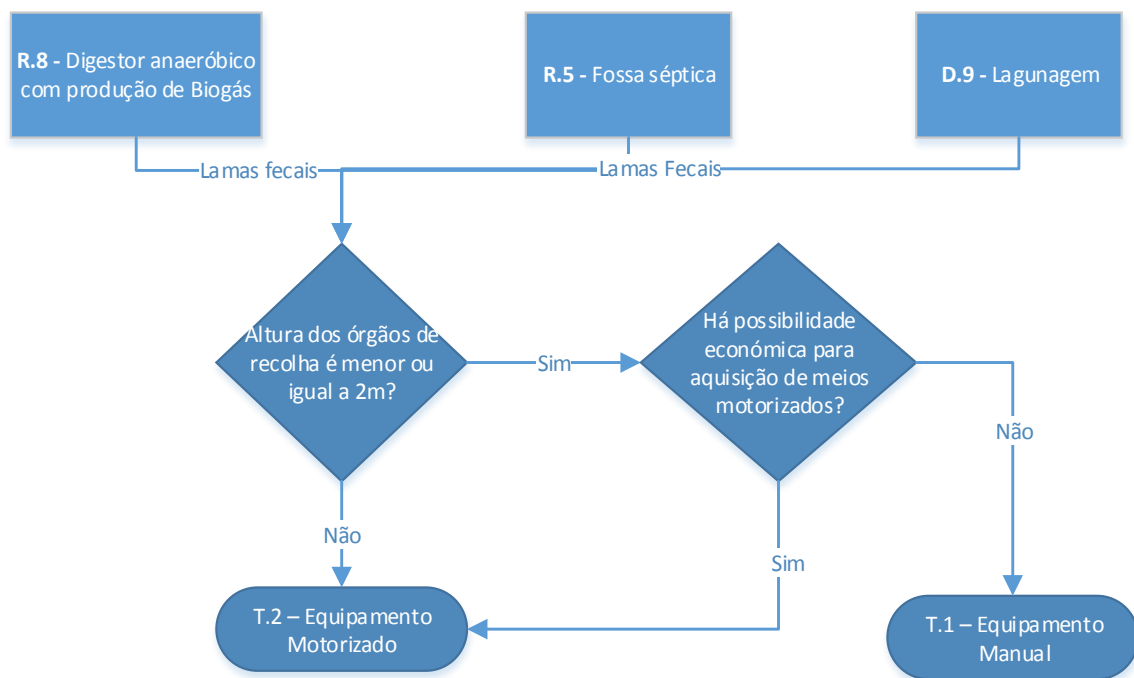 R.8 - Digestor anaeróbico
com produção de Biogás
R.5 - Fossa séptica
D.9 - Lagunagem
Lamas fecais
Lamas Fecais
Altura dos órgãos de
recolha é menor ou
igual a 2m?
Sim
Há possibilidade
económica para
aquisição de meios
motorizados?
Não
Não
Sim
T.2 – Equipamento
Motorizado
T.1 – Equipamento
Manual